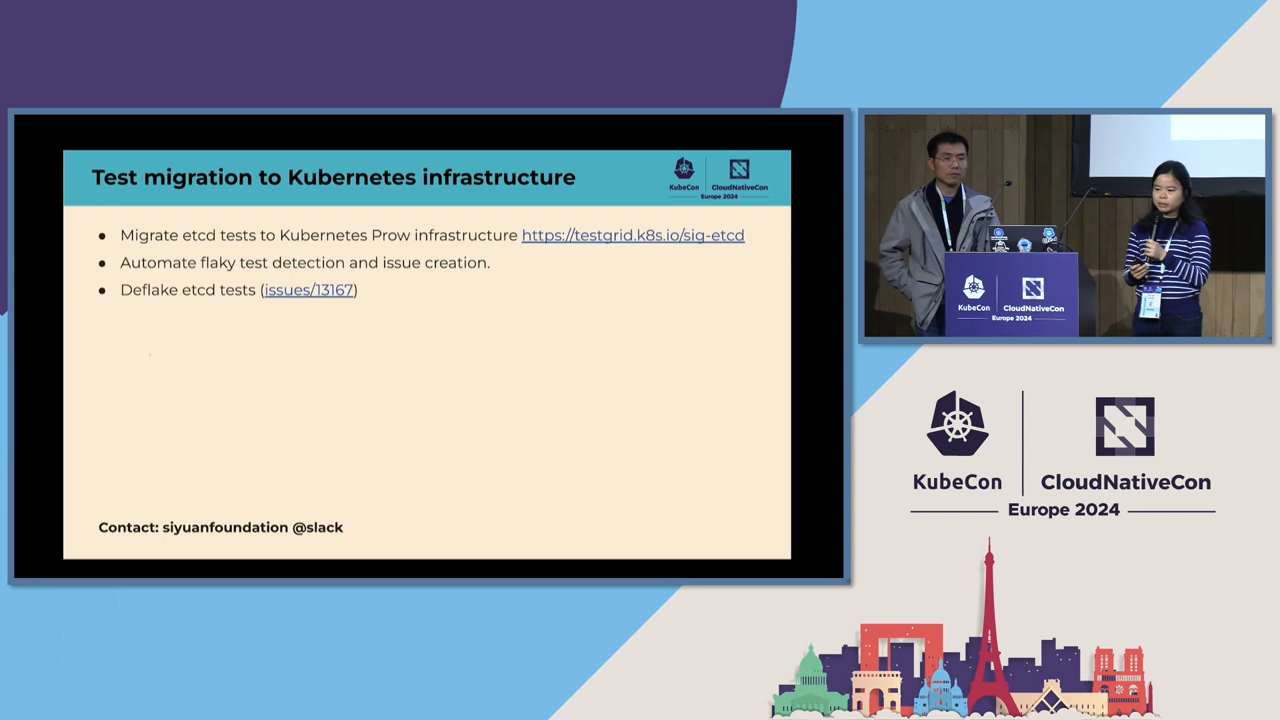 Test migration to Kubernetes infrastructure
KubeCon
CloudNativeCon
Europe 2024
● Migrate etcd tests to Kubernetes Prow infrastructure https://testgrid.k8s.io/sig-etcd
● Automate flaky test detection and issue creation.
● Deflake etcd tests (issues/13167)
Contact: siyuanfoundation @slack
KubeCon
CloudNativeCon
Europe 2024
KubeCon
CloudNativeCon
Europe 2024